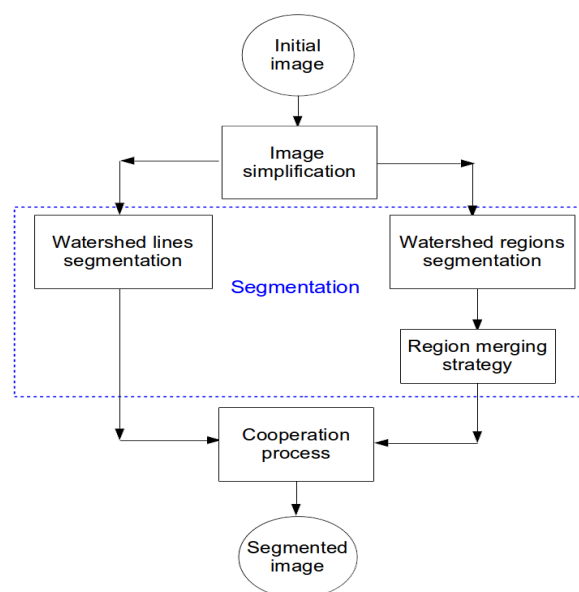 Initial
image
Image
simplification
Watershed lines
segmentation
Watershed regions
segmentation
Segmentation
Region merging
strategy
Cooperation
process
Segmented
image